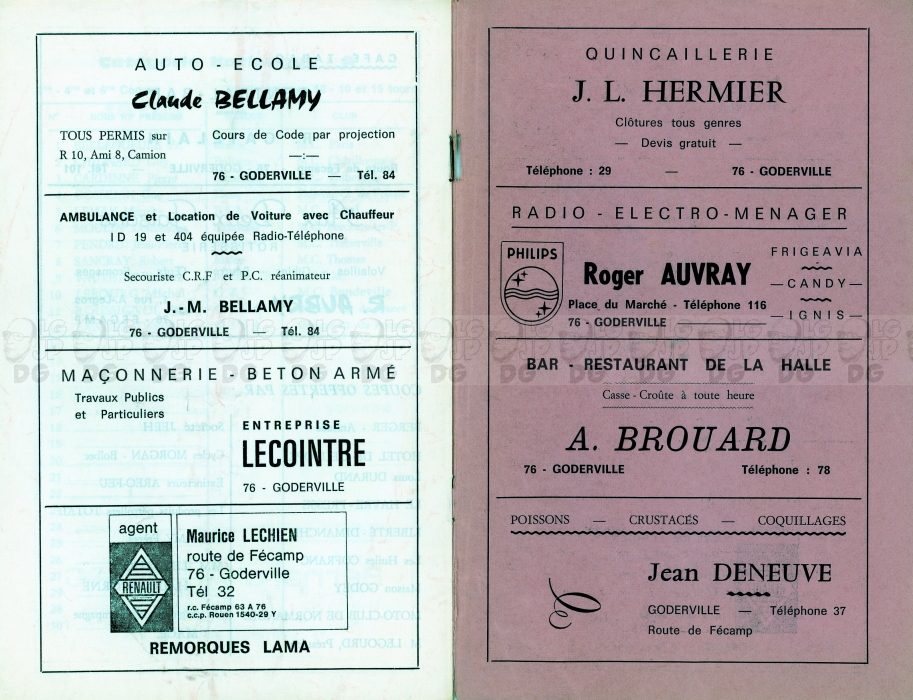 AUTO - ECOLE
Claude BELLAMY
TOUS PERMIS sur
R 10, Ami 8, Camion
Cours de Code par projection
—:—
76 - GODERVILLE — Tél. 84
AMBULANCE et Location de Voiture avec Chauffeur
ID 19 et 404 équipée Radio-Téléphone
Secouriste C.R.F et P.C. réanimateur
J.-M. BELLAMY
76 - GODERVILLE — Tél. 84
MAÇONNERIE - BETON ARMÉ
Travaux Publics
et Particuliers
ENTREPRISE
LECOINTRE
76 - GODERVILLE
agent
RENAULT
Maurice LECHIEN
route de Fécamp
76 - Goderville
Tél 32
r.c. Fécamp 63 A 76
c.c.p. Rouen 1540-29 Y
REMORQUES LAMA
QUINCAILLERIE
J. L. HERMIER
Clôtures tous genres
— Devis gratuit —
Téléphone : 29 — 76 - GODERVILLE
RADIO - ELECTRO-MENAGER
PHILIPS
Roger AUVRAY
Place du Marché - Téléphone 116
76 - GODERVILLE
FRIGEAVIA
—CANDY—
—IGNIS—
BAR - RESTAURANT DE LA HALLE
Casse-Croûte à toute heure
A. BROUARD
76 - GODERVILLE Téléphone : 78
POISSONS — CRUSTACÉS — COQUILLAGES
Jean DENEUVE
GODERVILLE — Téléphone 37
Route de Fécamp